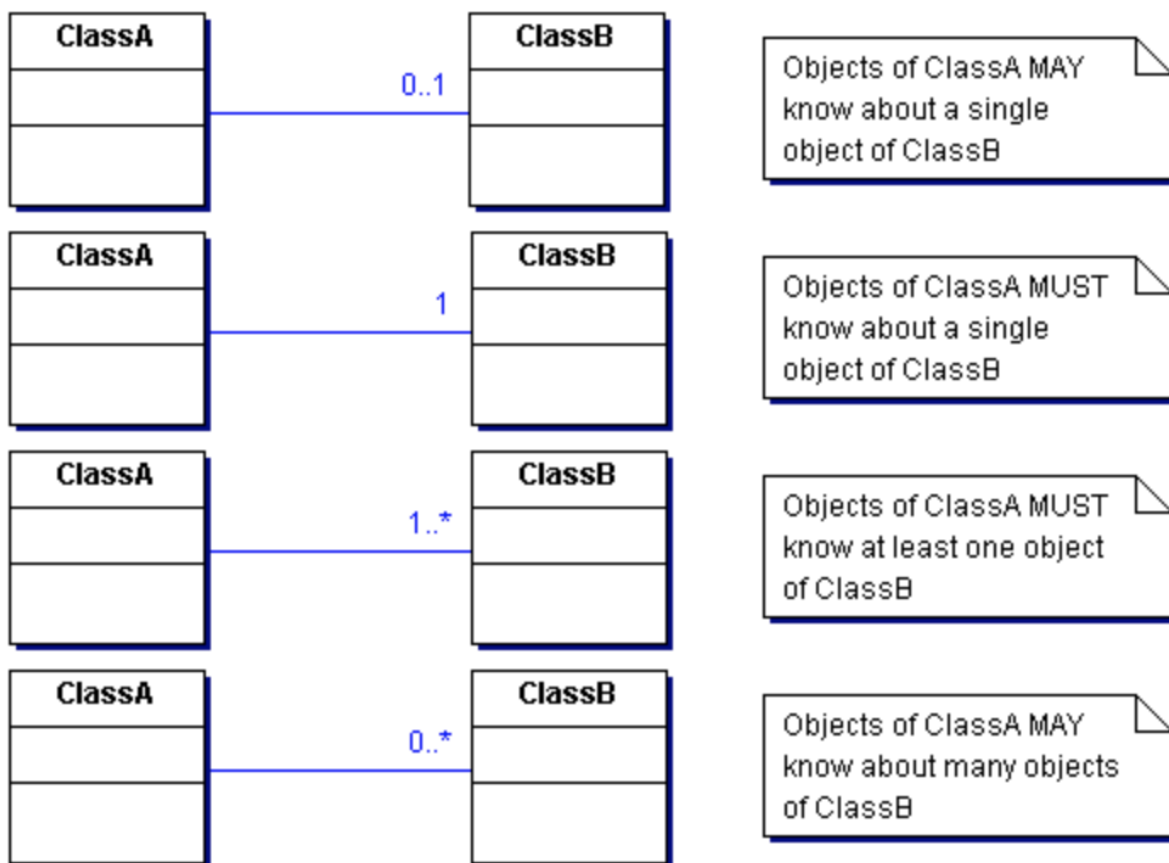 ClassA
ClassB
0..1
Objects of ClassA MAY
know about a single
object of ClassB
ClassA
ClassB
1
Objects of ClassA MUST
know about a single
object of ClassB
ClassA
ClassB
1..*
Objects of ClassA MUST
know at least one object
of ClassB
ClassA
ClassB
0..*
Objects of ClassA MAY
know about many objects
of ClassB